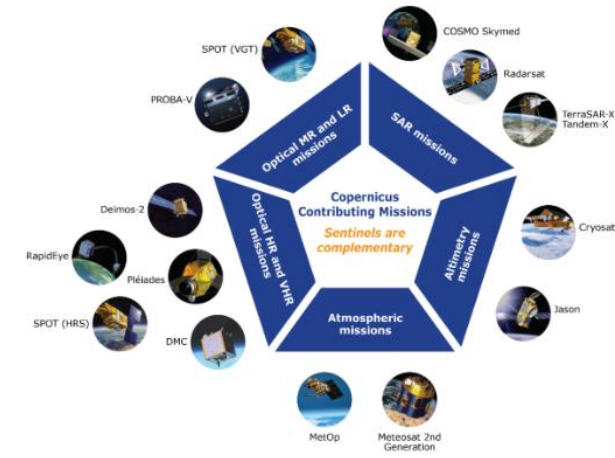 COSMO Skymed
SPOT (VGT)
Radarsat
PROBA-V
TerraSAR-X
Tandem-X
Optical MR and LR
missions
SAR missions
Copernicus
Contributing Missions
Sentinels are
complementary
Deimos-2
RapidEye
Pléiades
SPOT (HRS)
DMC
Optical HR and VHR
missions
Altimetry
missions
Cryosat
Jason
Atmospheric
missions
MetOp
Meteosat 2nd
Generation